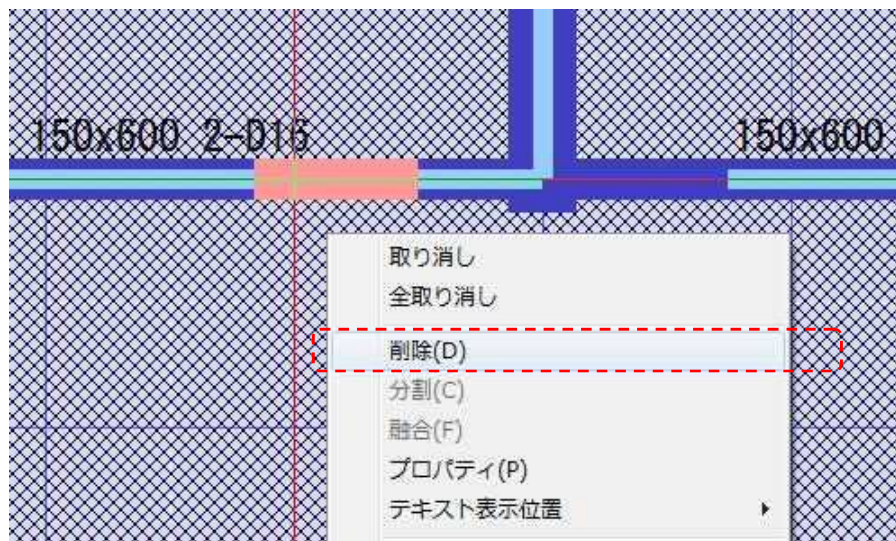 150x600 2-D16
150x600
取り消し
全取り消し
削除(D)
分割(C)
融合(F)
プロパティ(P)
テキスト表示位置